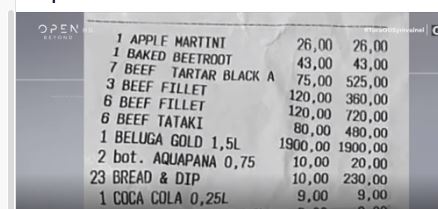 OPEN
BEYOND
1 APPLE MARTINI 26,00 26,00
1 BAKED BEETROOT 43,00 43,00
7 BEEF TARTAR BLACK A 75,00 525,00
3 BEEF FILLET 120,00 360,00
6 BEEF FILLET 120,00 720,00
6 BEEF TATAKI 80,00 480,00
1 BELUGA GOLD 1,5L 1900,00 1900,00
2 bot. AQUAPANA 0,75 10,00 20,00
23 BREAD & DIP 10,00 230,00
1 COCA COLA 0,25L 9,00 9,00